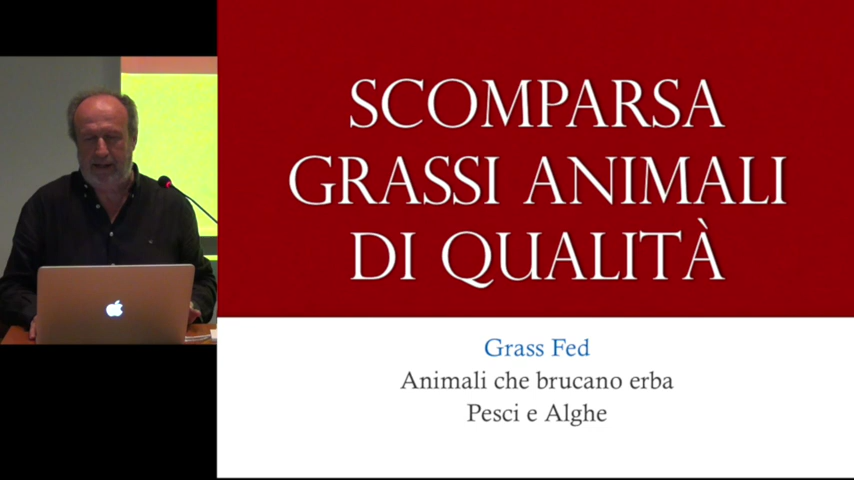 SCOMPARSA
GRASSI ANIMALI
DI QUALITÀ
Grass Fed
Animali che brucano erba
Pesci e Alghe